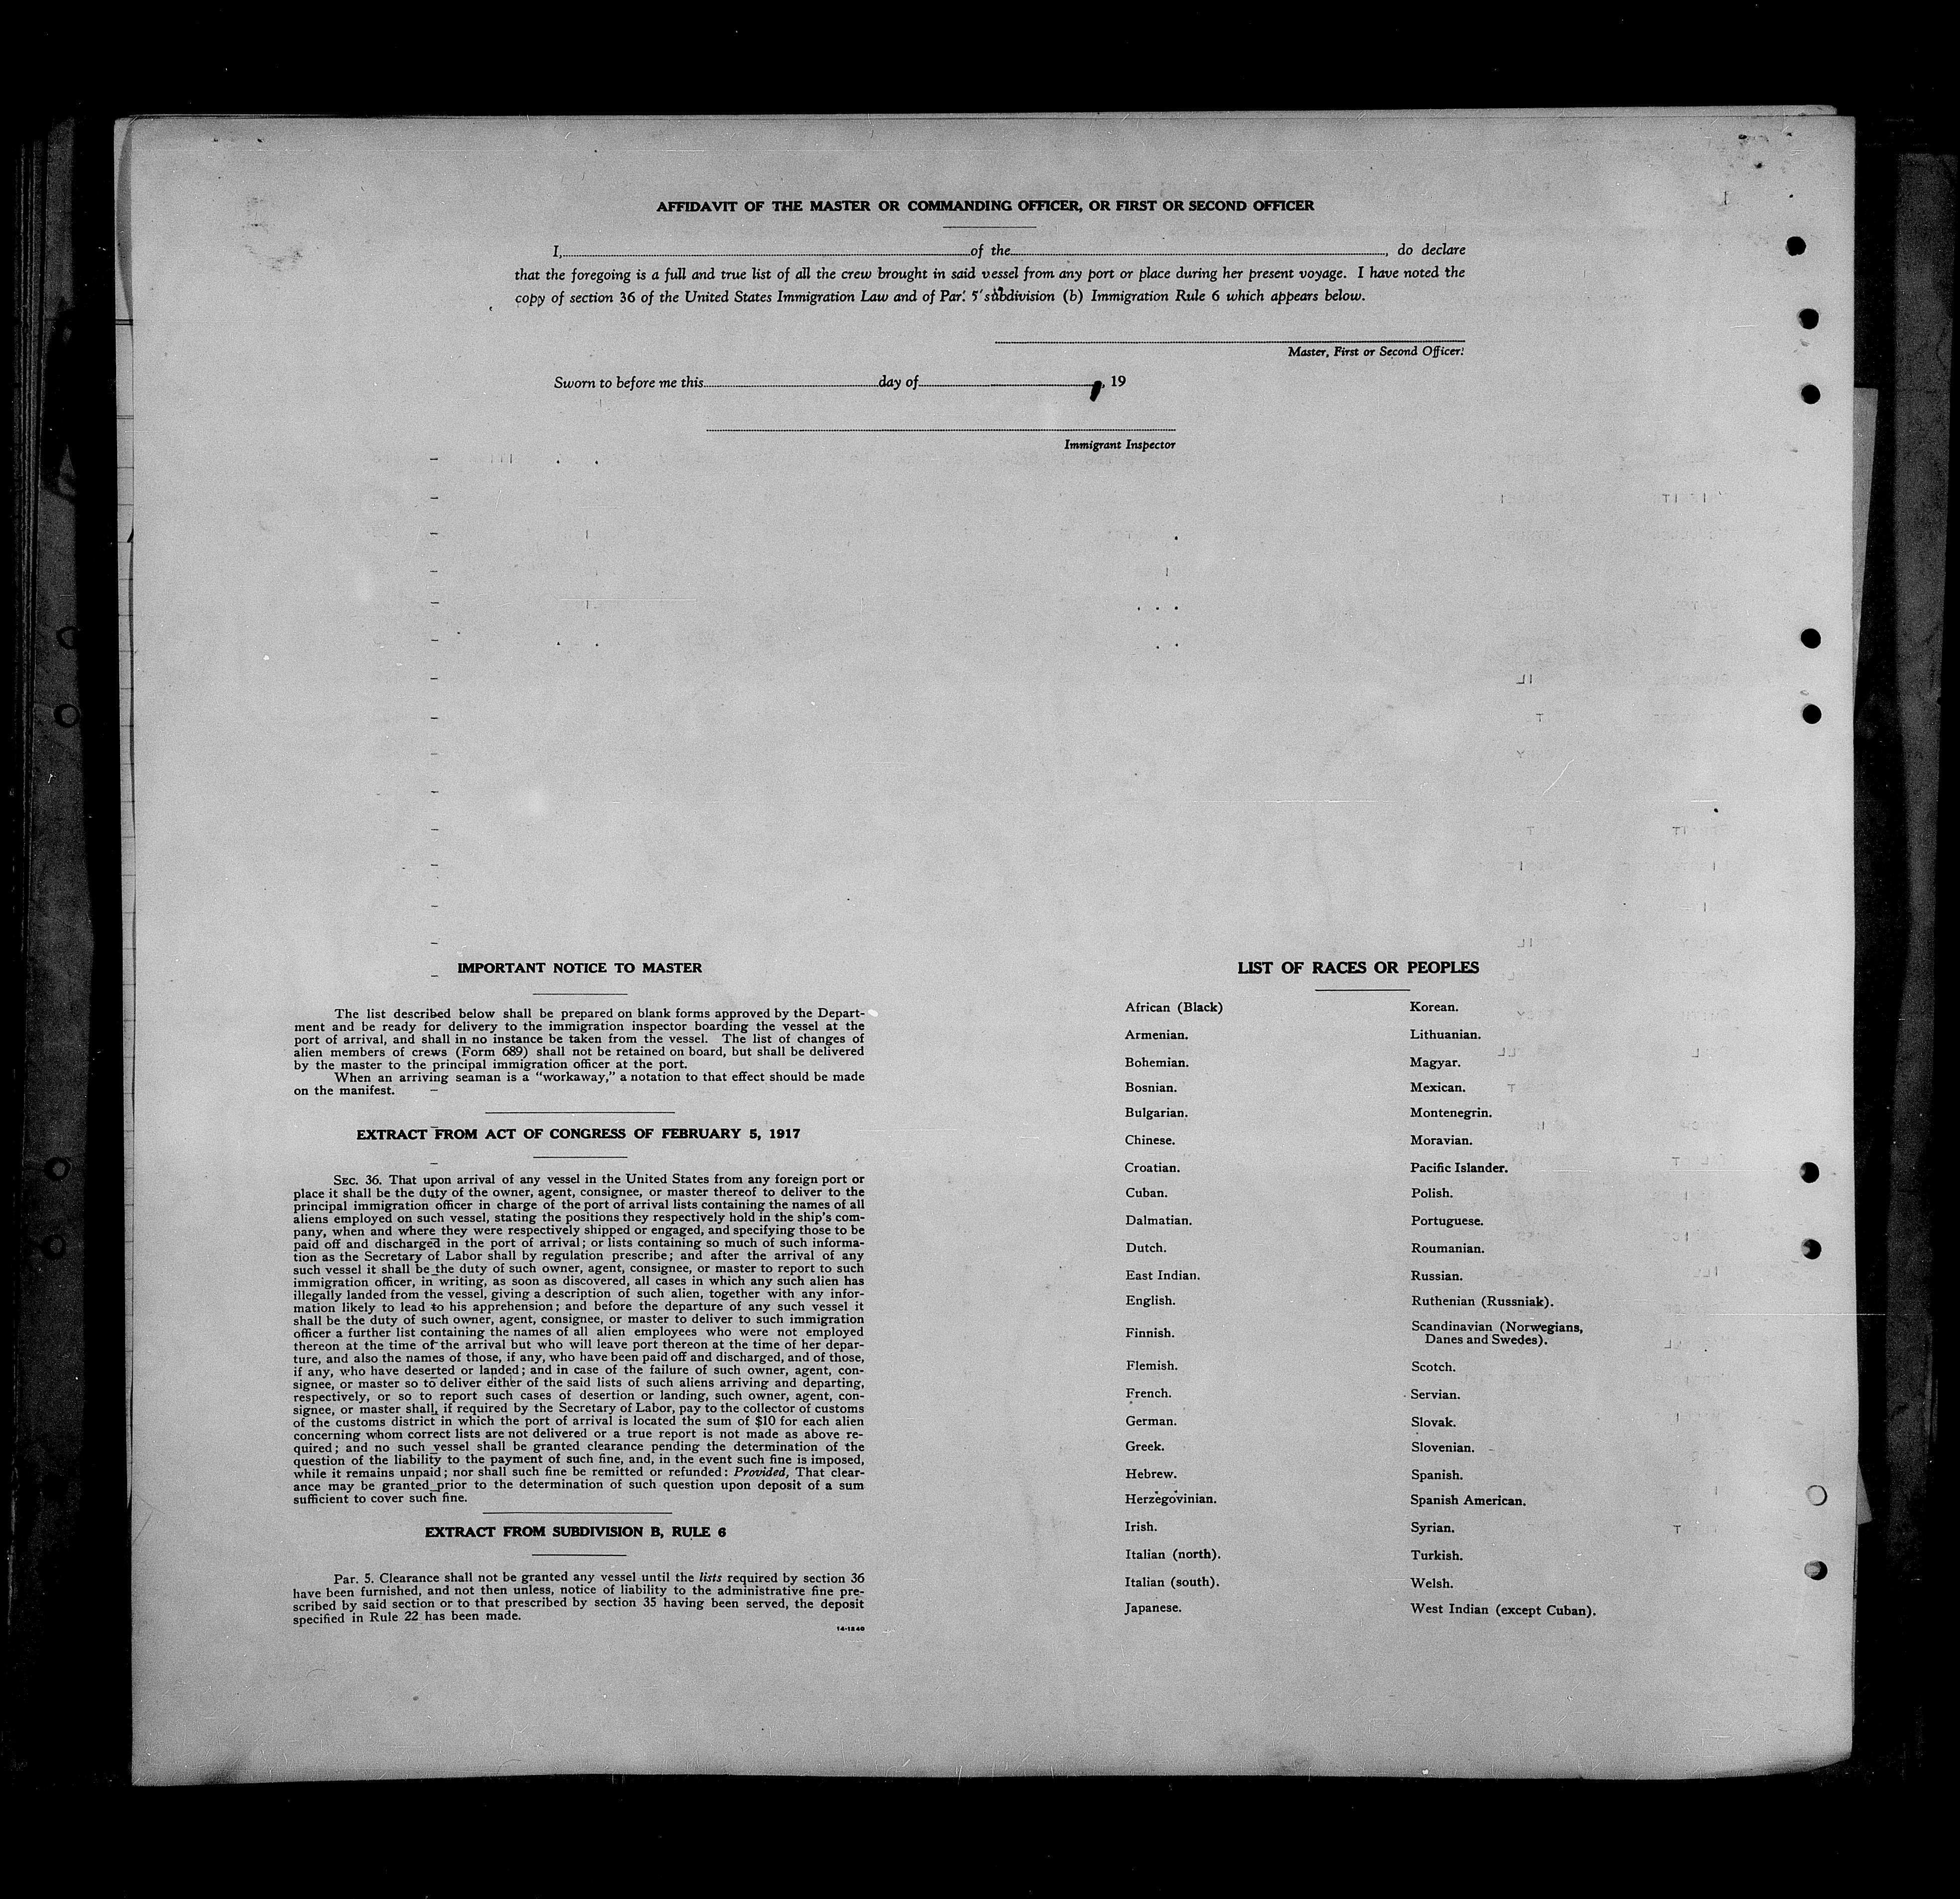 AFFIDAVIT OF THE MASTER OR COMMANDING OFFICER, OR FIRST OR SECOND OFFICER
I, of the , do declare
that the foregoing is a full and true list of all the crew brought in said vessel from any port or place during her present voyage. I have noted the
copy of section 36 of the United States Immigration Law and of Par. 5 subdivision (b) Immigration Rule 6 which appears below.
Master, First or Second Officer.
Sworn to before me this day of , 19
Immigrant Inspector
IMPORTANT NOTICE TO MASTER
The list described below shall be prepared on blank forms approved by the Depart-
ment and be ready for delivery to the immigration inspector boarding the vessel at the
port of arrival, and shall in no instance be taken from the vessel. The list of changes of
alien members of crews (Form 689) shall not be retained on board, but shall be delivered
by the master to the principal immigration officer at the port.
When an arriving seaman is a "workaway," a notation to that effect should be made
on the manifest.
EXTRACT FROM ACT OF CONGRESS OF FEBRUARY 5, 1917
SEC. 36. That upon arrival of any vessel in the United States from any foreign port or
place it shall be the duty of the owner, agent, consignee, or master thereof to deliver to the
principal immigration officer in charge of the port of arrival lists containing the names of all
aliens employed on such vessel, stating the positions they respectively hold in the ship's com-
pany, when and where they were respectively shipped or engaged, and specifying those to be
paid off and discharged in the port of arrival; or lists containing so much of such informa-
tion as the Secretary of Labor shall by regulation prescribe; and after the arrival of any
such vessel it shall be the duty of such owner, agent, consignee, or master to report to such
immigration officer, in writing, as soon as discovered, all cases in which any such alien has
illegally landed from the vessel, giving a description of such alien, together with any infor-
mation likely to lead to his apprehension; and before the departure of any such vessel it
shall be the duty of such owner, agent, consignee, or master to deliver to such immigration
officer a further list containing the names of all alien employees who were not employed
thereon at the time of the arrival but who will leave port thereon at the time of her depar-
ture, and also the names of those, if any, who have been paid off and discharged, and of those,
if any, who have deserted or landed; and in case of the failure of such owner, agent, con-
signee, or master so to deliver either of the said lists of such aliens arriving and departing,
respectively, or so to report such cases of desertion or landing, such owner, agent, con-
signee, or master shall, if required by the Secretary of Labor, pay to the collector of customs
of the customs district in which the port of arrival is located the sum of $10 for each alien
concerning whom correct lists are not delivered or a true report is not made as above re-
quired; and no such vessel shall be granted clearance pending the determination of the
question of the liability to the payment of such fine, and, in the event such fine is imposed,
while it remains unpaid; nor shall such fine be remitted or refunded: Provided, That clear-
ance may be granted prior to the determination of such question upon deposit of a sum
sufficient to cover such fine.
EXTRACT FROM SUBDIVISION B, RULE 6
Par. 5. Clearance shall not be granted any vessel until the lists required by section 36
have been furnished, and not then unless, notice of liability to the administrative fine pre-
scribed by said section or to that prescribed by section 35 having been served, the deposit
specified in Rule 22 has been made.
14-1240
LIST OF RACES OR PEOPLES
African (Black)
Armenian.
Bohemian.
Bosnian.
Bulgarian.
Chinese.
Croatian.
Cuban.
Dalmatian.
Dutch.
East Indian.
English.
Finnish.
Flemish.
French.
German.
Greek.
Hebrew.
Herzegovinian.
Irish.
Italian (north).
Italian (south).
Japanese.
Korean.
Lithuanian.
Magyar.
Mexican.
Montenegrin.
Moravian.
Pacific Islander.
Polish.
Portuguese.
Roumanian.
Russian.
Ruthenian (Russniak).
Scandinavian (Norwegians,
Danes and Swedes).
Scotch.
Servian.
Slovak.
Slovenian.
Spanish.
Spanish American.
Syrian.
Turkish.
Welsh.
West Indian (except Cuban).